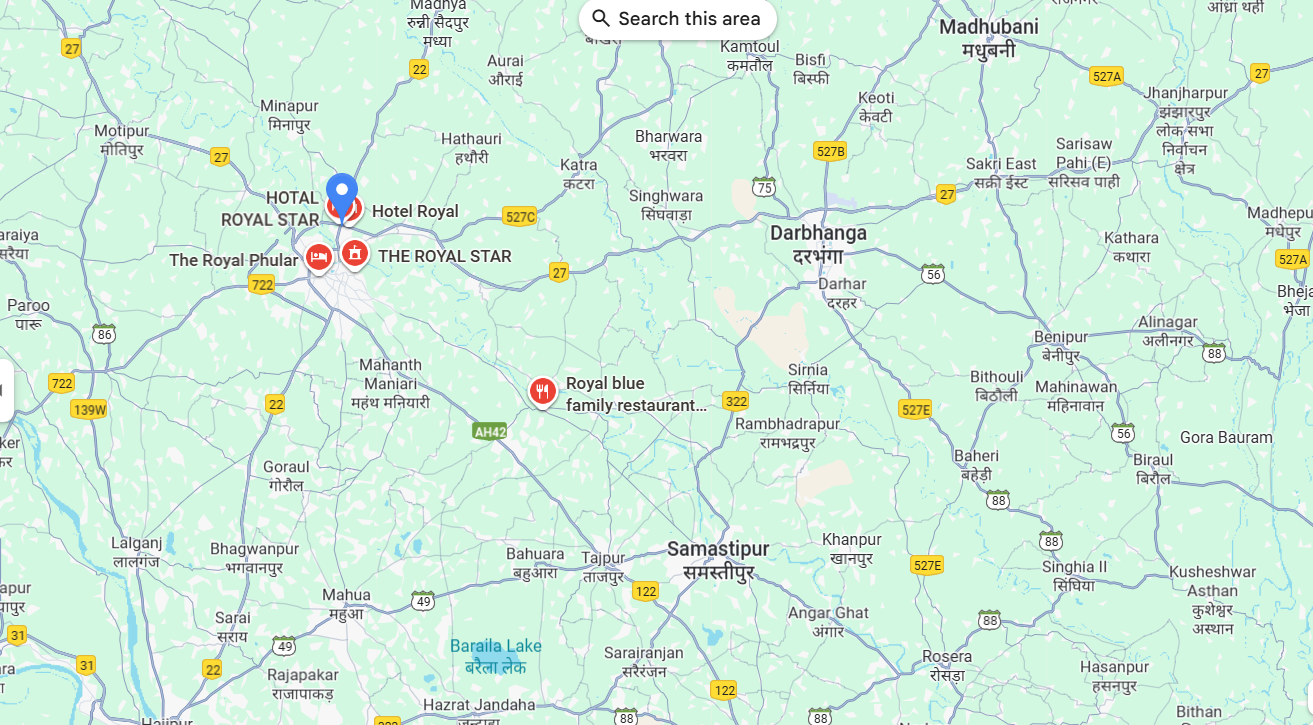 Search this area
Madhya
रुन्नी सैदपुर
मध्या
Kamtoul
कमतौल
Bisfi
बिस्फी
Madhubani
मधुबनी
27
22
Aurai
औराई
527A
27
Minapur
मिनापुर
Keoti
केवटी
Jhanjharpur
झंझारपुर
लोक सभा
निर्वाचन
क्षेत्र
Motipur
मोतिपुर
Hathauri
हथौरी
Bharwara
भरवारा
527B
Sarisaw
Pahi (E)
सरिसव पाही
27
Katra
कटरा
Sakri East
सक्री ईस्ट
75
Singhwara
सिंघवाड़ा
27
HOTAL
ROYAL STAR
Hotel Royal
527C
Madhepu
मधेपुर
Darbhanga
दरभंगा
Kathara
कथारा
araiya
सरैया
The Royal Phular
THE ROYAL STAR
27
56
527A
722
Darhar
दरहर
Bheja
भेजा
Paroo
पारू
86
Alinagar
अलीनगर
Benipur
बेनीपुर
88
Mahanth
Maniari
महंथ मनियारी
Sirnia
सिर्निया
Bithouli
बिठौली
Mahinawan
महिनावान
722
Royal blue
family restaurant...
139W
22
322
527E
AH42
Rambhadrapur
रामभद्रपुर
56
Gora Bauram
Goraul
गोरौल
Baheri
बहेड़ी
Biraul
बिरौल
88
Lalganj
लालगंज
Bhagwanpur
भगवानपुर
Bahuara
बहुआरा
Tajpur
ताजपुर
Samastipur
समस्तीपुर
Khanpur
खानपुर
88
527E
Singhia II
सिंघिया
Kusheshwar
Asthan
कुशेश्वर
अस्थान
Mahua
महुआ
49
122
Sarai
सराय
Angar Ghat
अंगार
88
31
49
31
22
Baraila Lake
बरैला लेक
Sarairanjan
सरैरंजन
Rosera
रोसड़ा
Hasanpur
हसनपुर
Rajapakar
राजापाकड़
122
Hazrat Jandaha
88
88
Bithan